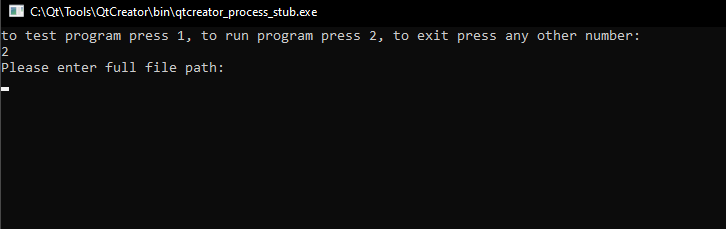 C:\Qt\Tools\QtCreator\bin\qtcreator_process_stub.exe
to test program press 1, to run program press 2, to exit press any other number:
2
Please enter full file path: